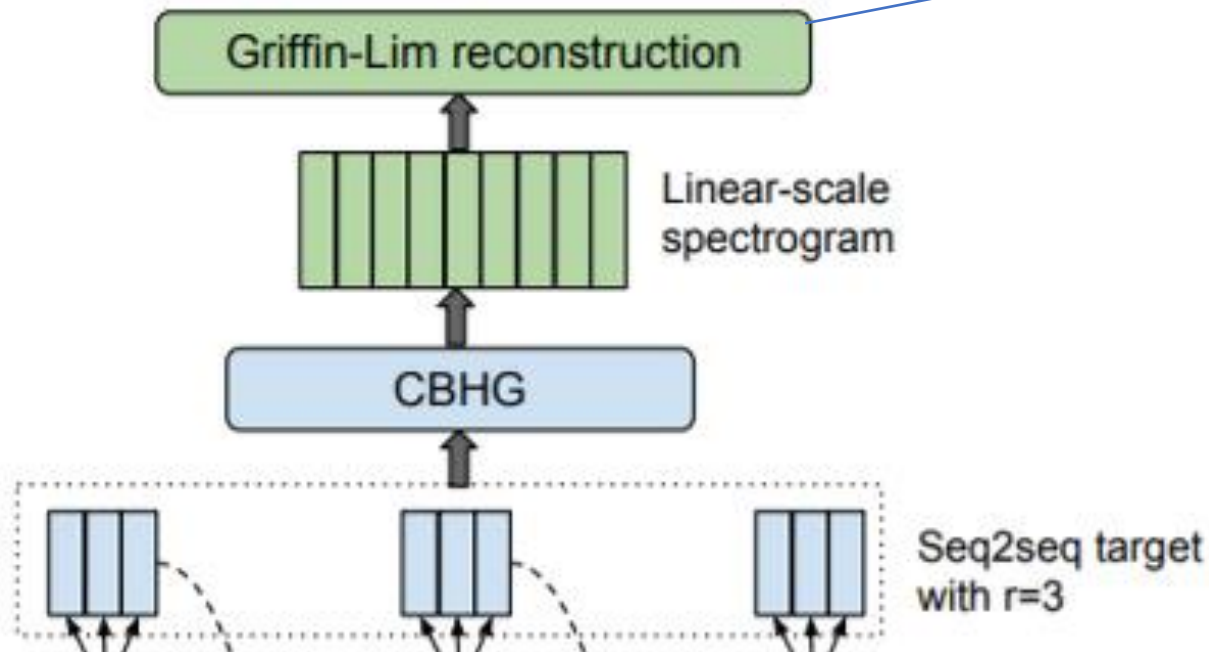 Griffin-Lim reconstruction
Linear-scale
spectrogram
CBHG
Seq2seq target
with r=3